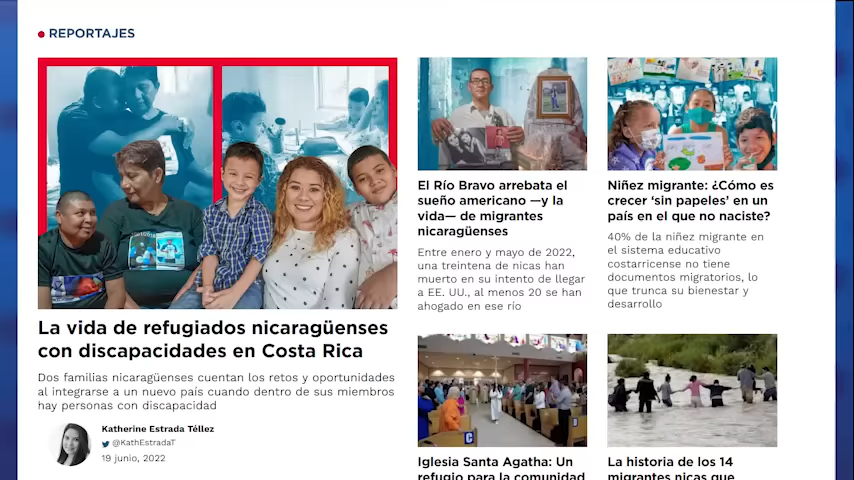 REPORTAJES
La vida de refugiados nicaragüenses
con discapacidades en Costa Rica
Dos familias nicaragüenses cuentan los retos y oportunidades
al integrarse a un nuevo país cuando dentro de sus miembros
hay personas con discapacidad
Katherine Estrada Téllez
@KathEstradaT
19 junio, 2022
El Río Bravo arrebata el
sueño americano —y la
vida— de migrantes
nicaragüenses
Entre enero y mayo de 2022,
una treintena de nicas han
muerto en su intento de llegar
a EE. UU., al menos 20 se han
ahogado en ese río
Niñez migrante: ¿Cómo es
crecer ‘sin papeles’ en un
país en el que no naciste?
40% de la niñez migrante en
el sistema educativo
costarricense no tiene
documentos migratorios, lo
que trunca su bienestar y
desarrollo
Iglesia Santa Agatha: Un
refugio para la comunidad
La historia de los 14
migrantes nicas que